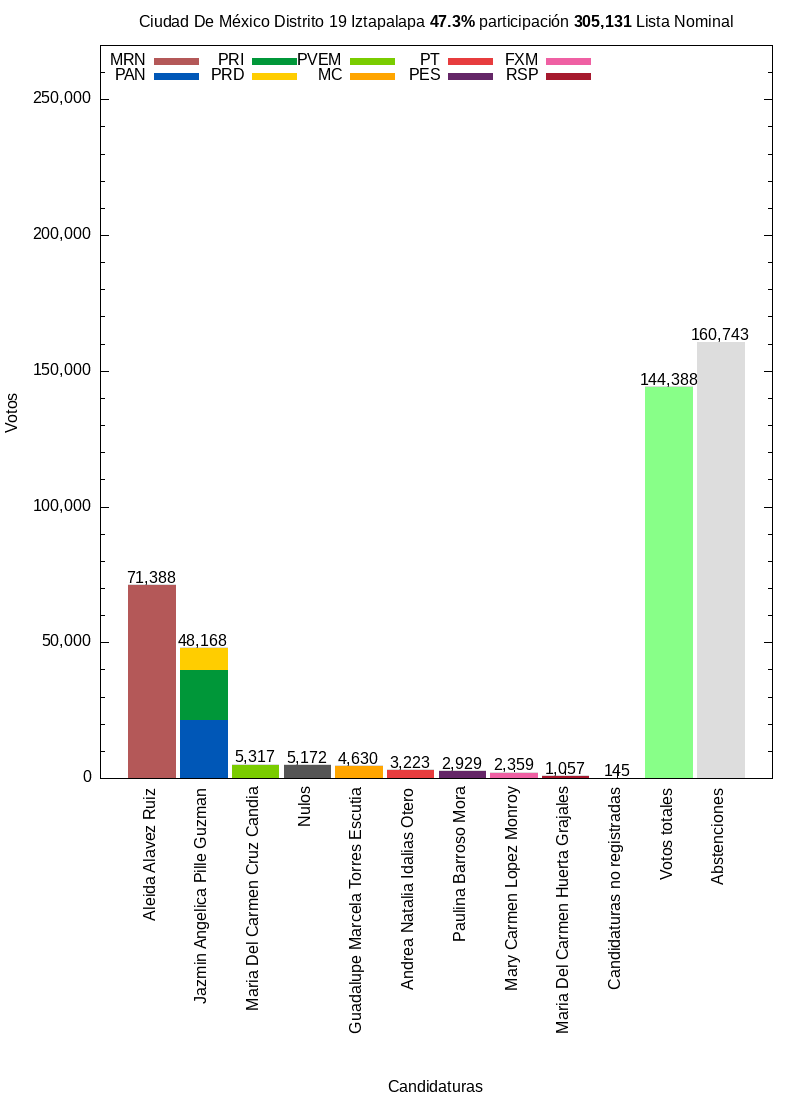 Ciudad De México Distrito 19 Iztapalapa 47.3% participación 305,131 Lista Nominal
MRN PRI PVEM PT FXM
PAN PRD MC PES RSP
250,000
200,000
150,000
100,000
50,000
0
Votos
71,388
48,168
5,317
5,172
4,630
3,223
2,929
2,359
1,057
145
144,388
160,743
Aleida Alavez Ruiz
Jazmin Angelica Pille Guzman
Maria Del Carmen Cruz Candia
Nulos
Guadalupe Marcela Torres Escutia
Andrea Natalia Idalias Otero
Paulina Barroso Mora
Mary Carmen Lopez Monroy
Maria Del Carmen Huerta Grajales
Candidaturas no registradas
Votos totales
Abstenciones
Candidaturas